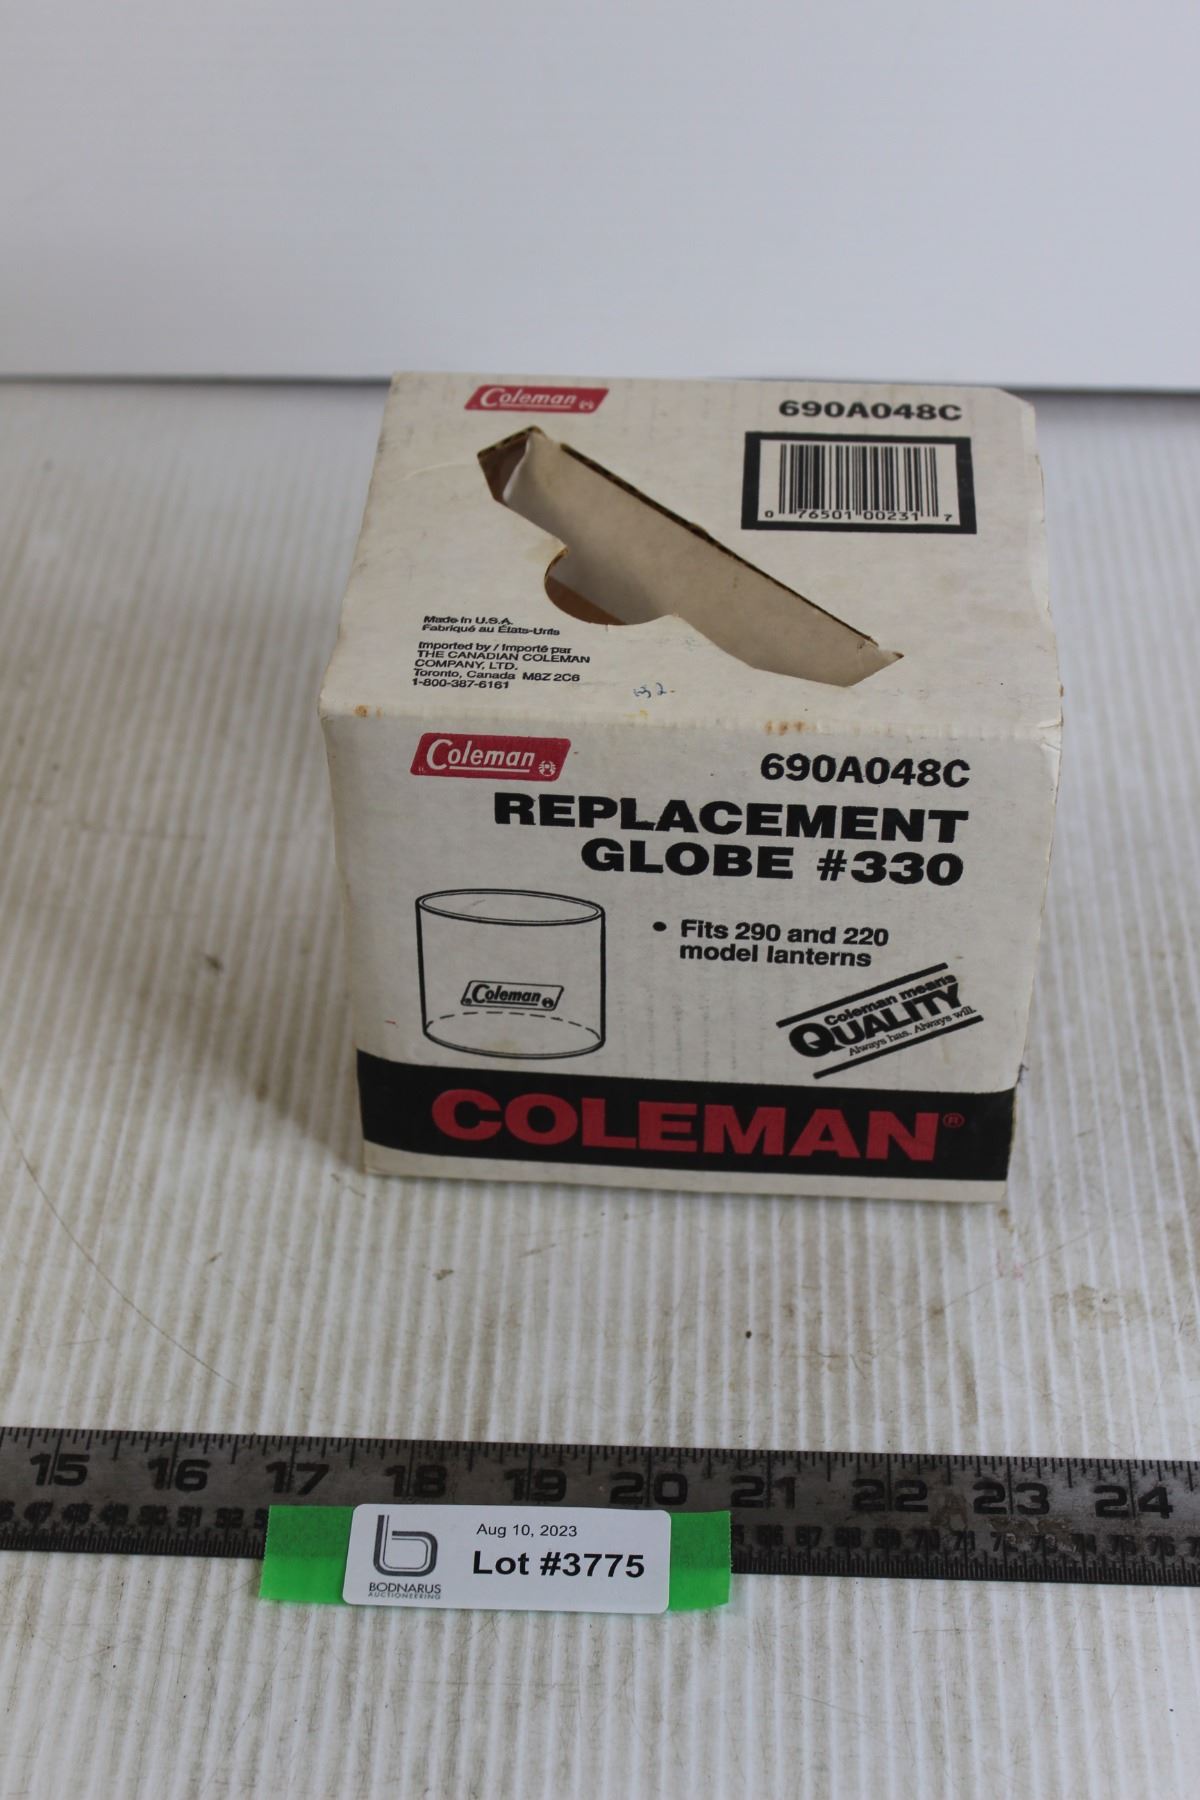 Coleman
690A048C
0 76501 00231 7
Made in U.S.A.
Fabriqué au États-Unis
Imported by / Importé par
THE CANADIAN COLEMAN
COMPANY, LTD.
Toronto, Canada M8Z 2C6
1-800-387-6161
Coleman
690A048C
REPLACEMENT
GLOBE #330
• Fits 290 and 220
model lanterns
Coleman
Coleman means
QUALITY
Always has. Always will.
COLEMAN®
15 16 17 18 19 20 21 22 23 24
Aug 10, 2023
Lot #3775
BODNARUS
AUCTIONEERING